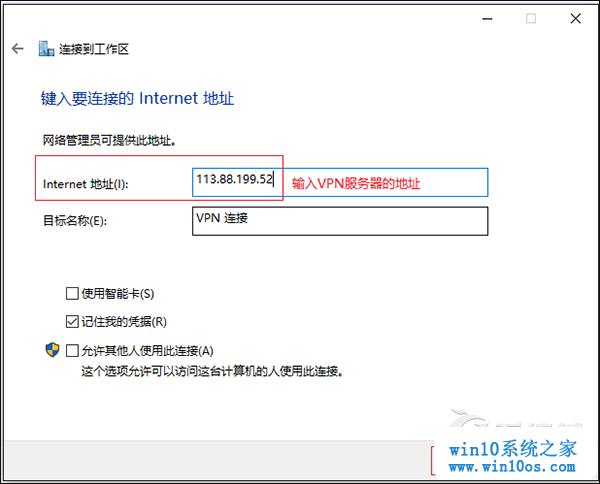 连接到工作区
键入要连接的 Internet 地址
网络管理员可提供此地址。
Internet 地址(I):
113.88.199.52
输入VPN服务器的地址
目标名称(E):
VPN 连接
使用智能卡(S)
记住我的凭据(R)
允许其他人使用此连接(A)
这个选项允许可以访问这台计算机的人使用此连接。
win10系统之家
www.win10os.com